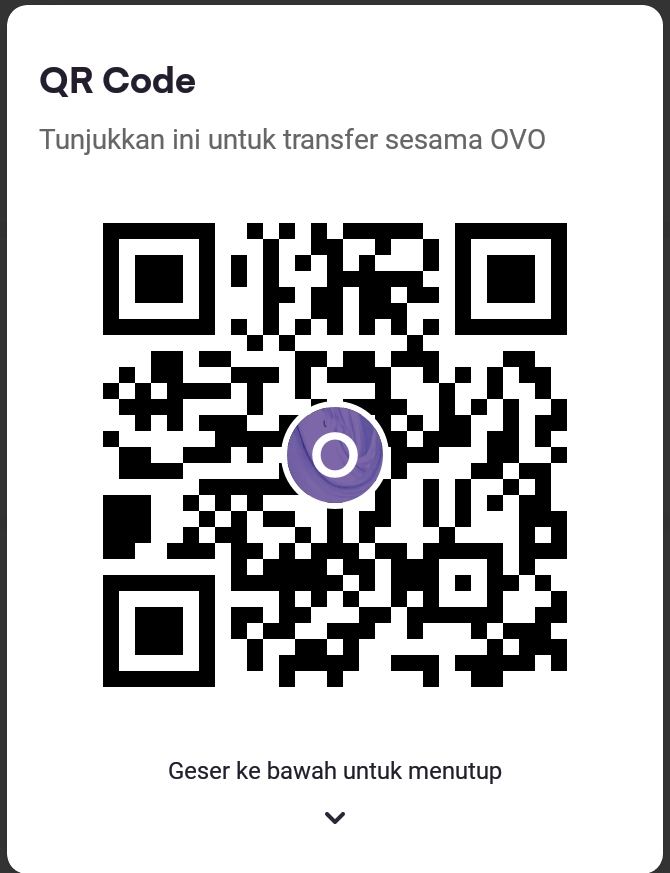 QR Code
Tunjukkan ini untuk transfer sesama OVO
Geser ke bawah untuk menutup